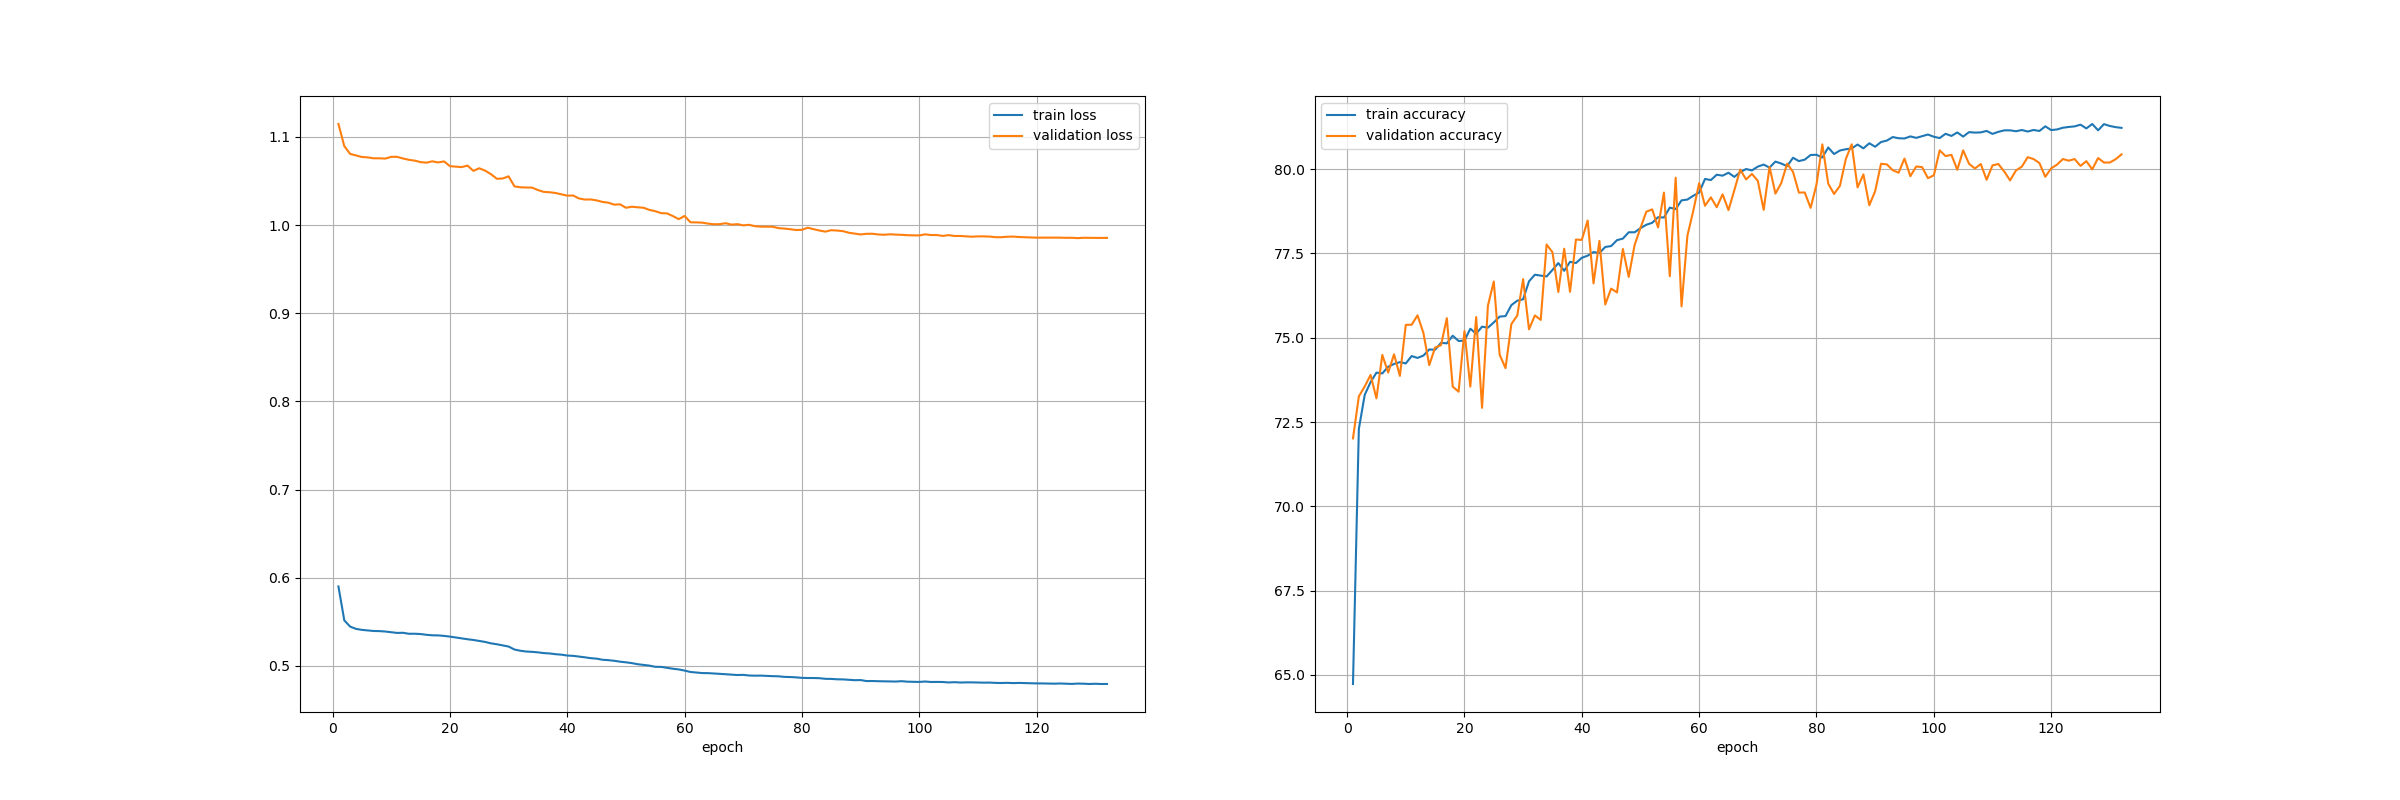 train loss
validation loss
1.1
1.0
0.9
0.8
0.7
0.6
0.5
0 20 40 60 80 100 120
epoch
train accuracy
validation accuracy
80.0
77.5
75.0
72.5
70.0
67.5
65.0
0 20 40 60 80 100 120
epoch